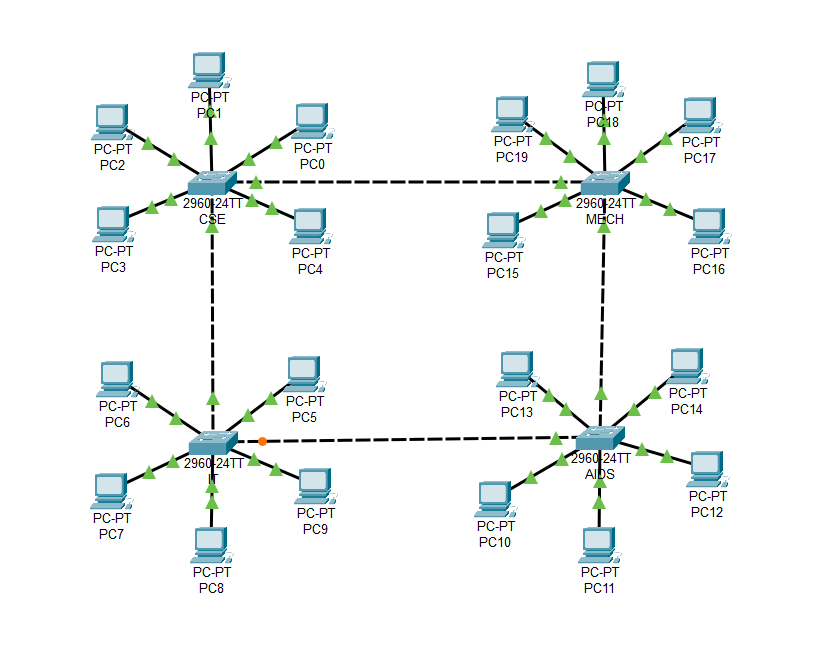 PC-PT
PC1
PC-PT
PC2
PC-PT
PC0
2960-24TT
CSE
PC-PT
PC3
PC-PT
PC4
PC-PT
PC18
PC-PT
PC19
PC-PT
PC17
2960-24TT
MECH
PC-PT
PC15
PC-PT
PC16
PC-PT
PC6
PC-PT
PC5
2960-24TT
IT
PC-PT
PC7
PC-PT
PC9
PC-PT
PC8
PC-PT
PC13
PC-PT
PC14
2960-24TT
AIDS
PC-PT
PC10
PC-PT
PC12
PC-PT
PC11